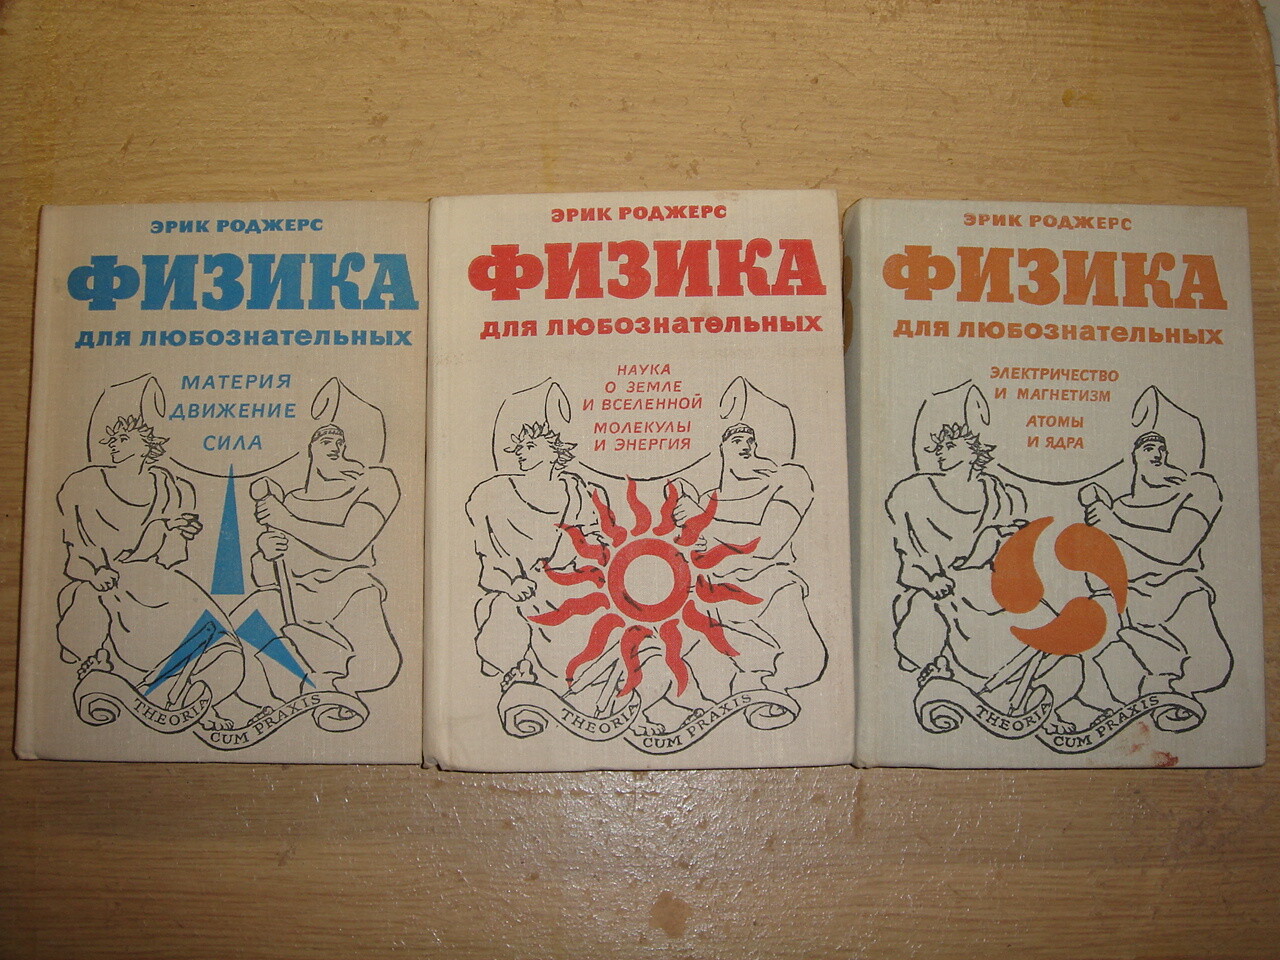 ЭРИК РОДЖЕРС
ФИЗИКА
ДЛЯ ЛЮБОЗНАТЕЛЬНЫХ
МАТЕРИЯ
ДВИЖЕНИЕ
СИЛА
THEORIA
CUM PRAXIS
ЭРИК РОДЖЕРС
ФИЗИКА
ДЛЯ ЛЮБОЗНАТЕЛЬНЫХ
НАУКА
О ЗЕМЛЕ
И ВСЕЛЕННОЙ
МОЛЕКУЛЫ
И ЭНЕРГИЯ
THEORIA
CUM PRAXIS
ЭРИК РОДЖЕРС
ФИЗИКА
ДЛЯ ЛЮБОЗНАТЕЛЬНЫХ
ЭЛЕКТРИЧЕСТВО
И МАГНЕТИЗМ
АТОМЫ
И ЯДРА
THEORIA
CUM PRAXIS